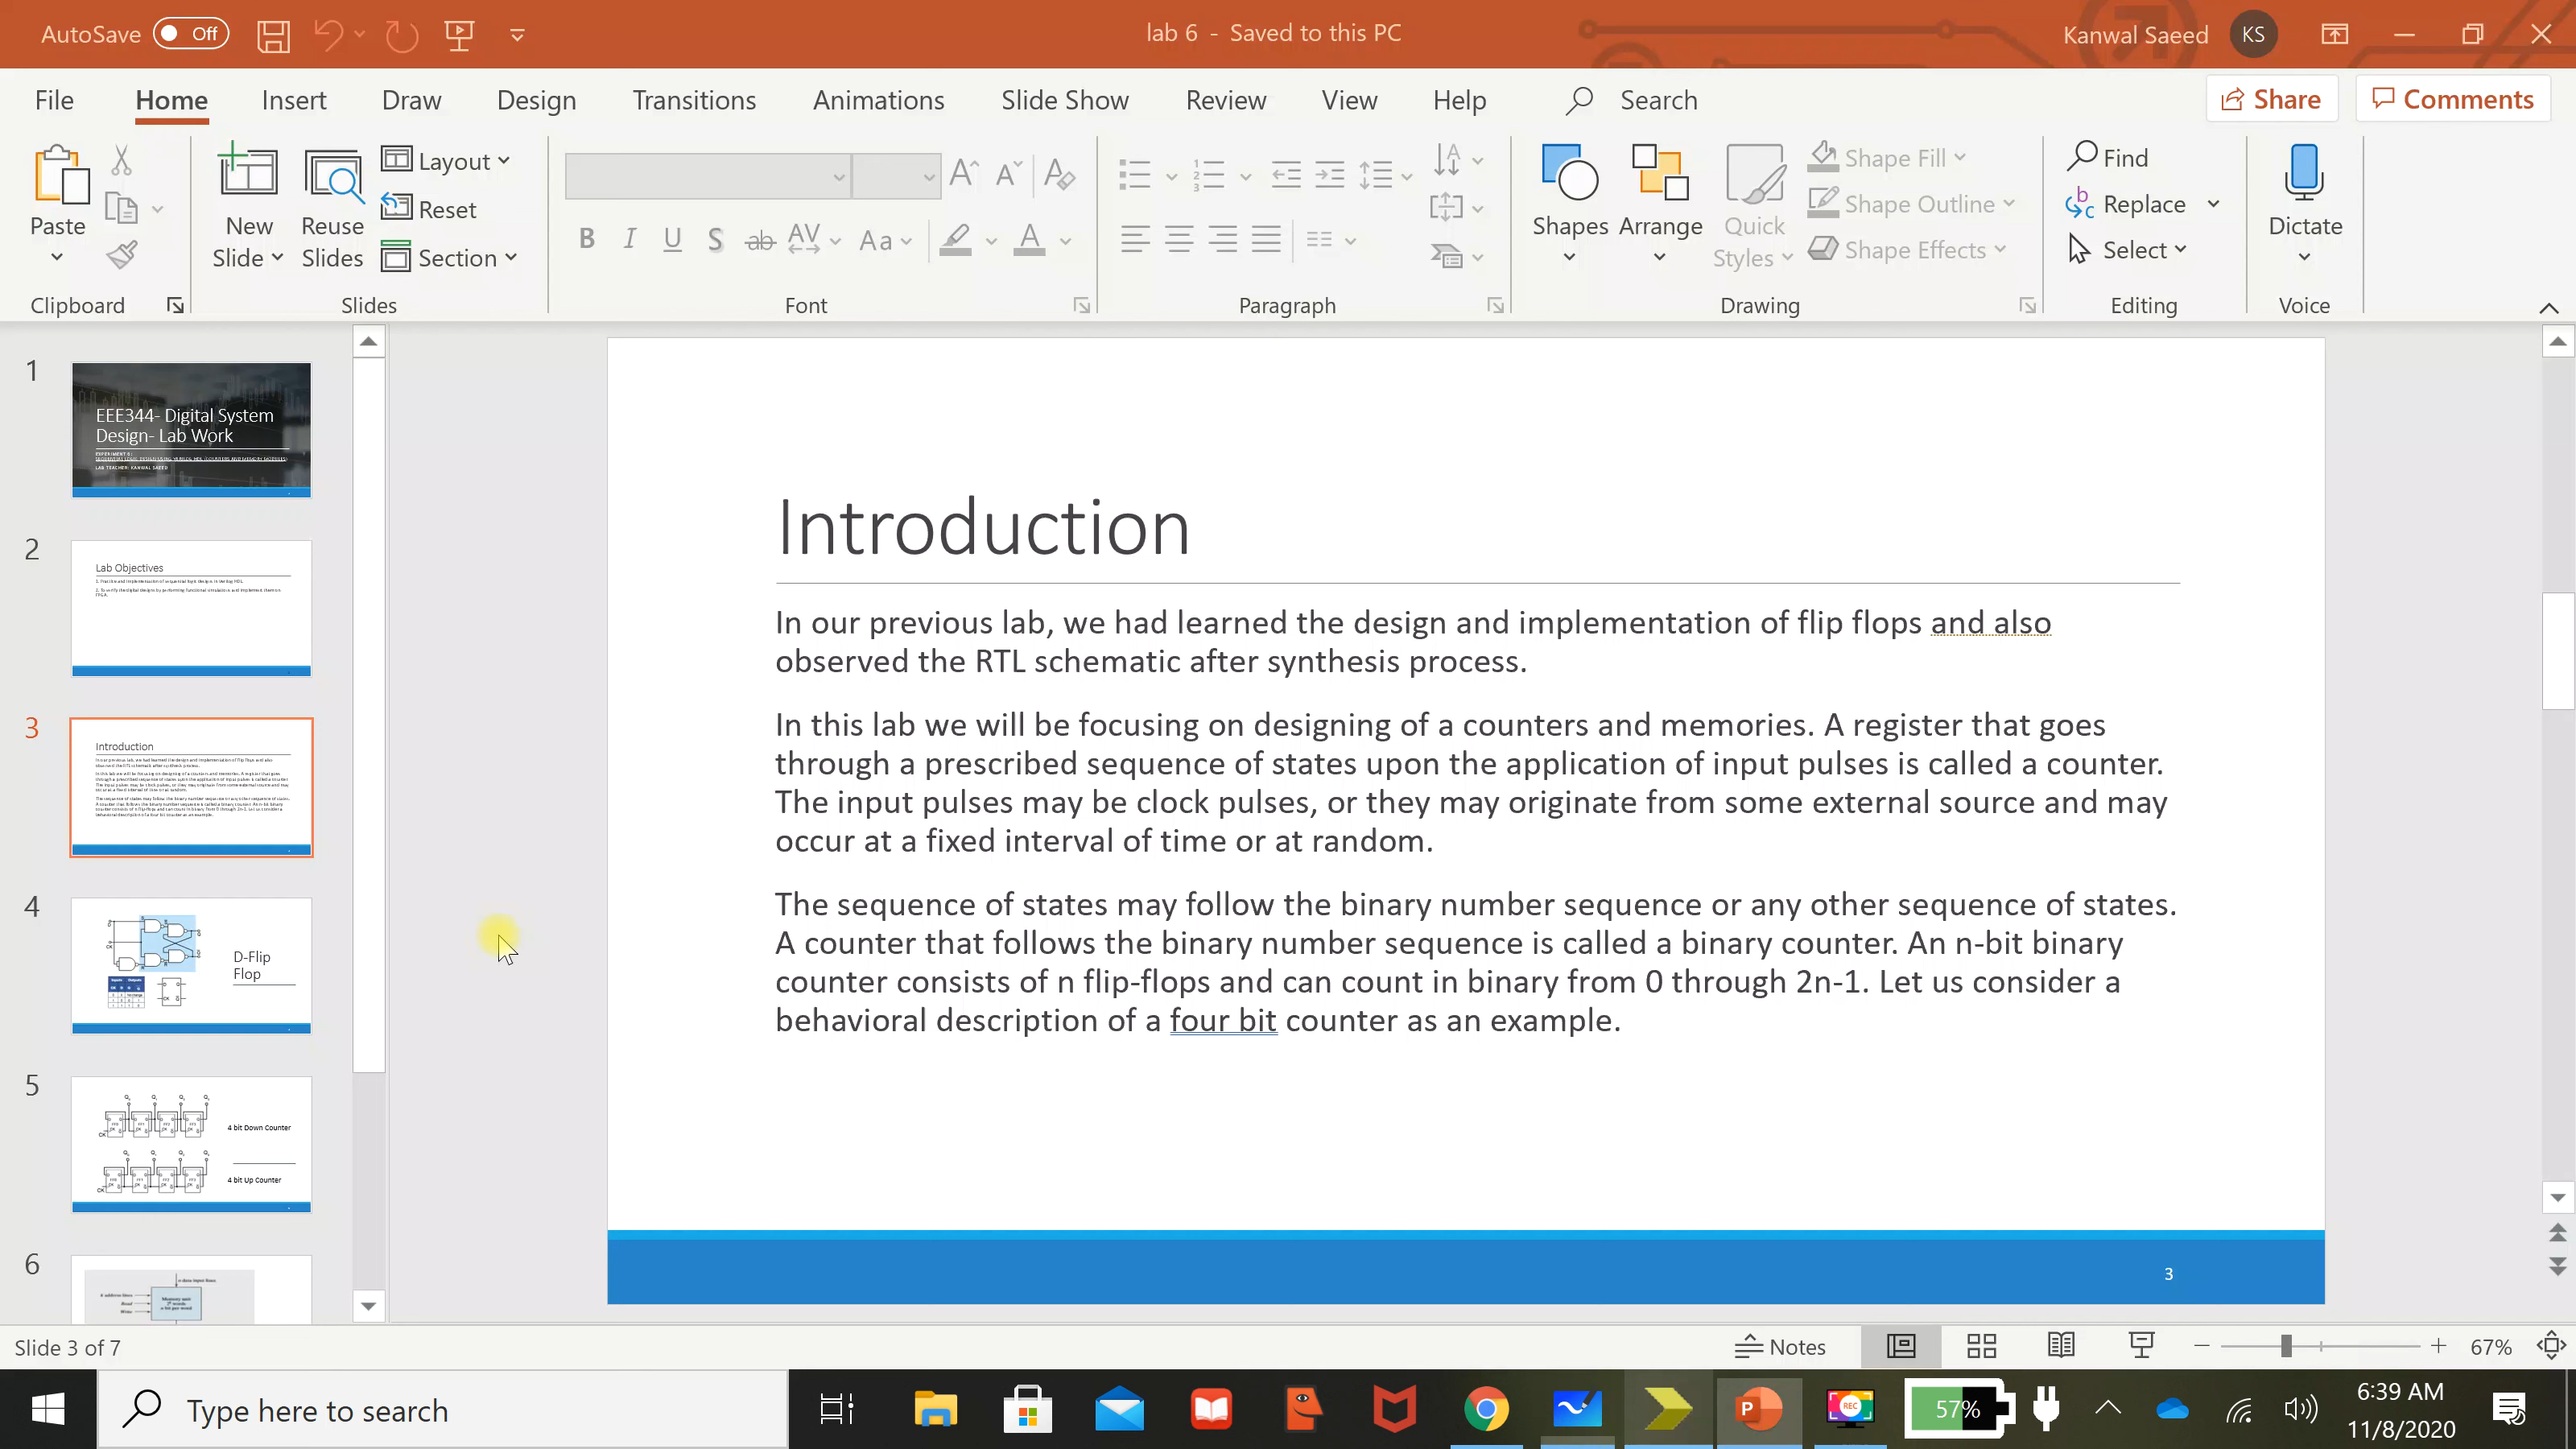 AutoSave Off
lab 6 - Saved to this PC
Kanwal Saeed KS
File Home Insert Draw Design Transitions Animations Slide Show Review View Help Search
Share Comments
Paste
Clipboard
New Slide
Reuse Slides
Layout
Reset
Section
Slides
Font
Paragraph
Shapes
Arrange
Quick Styles
Shape Fill
Shape Outline
Shape Effects
Drawing
Find
Replace
Select
Editing
Dictate
Voice
1
EEE344- Digital System
Design- Lab Work
LAB TEACHER: KANWAL SAEED
2
Lab Objectives
3
Introduction
4
D-Flip
Flop
5
4 bit Down Counter
4 bit Up Counter
6
Introduction
In our previous lab, we had learned the design and implementation of flip flops and also
observed the RTL schematic after synthesis process.
In this lab we will be focusing on designing of a counters and memories. A register that goes
through a prescribed sequence of states upon the application of input pulses is called a counter.
The input pulses may be clock pulses, or they may originate from some external source and may
occur at a fixed interval of time or at random.
The sequence of states may follow the binary number sequence or any other sequence of states.
A counter that follows the binary number sequence is called a binary counter. An n-bit binary
counter consists of n flip-flops and can count in binary from 0 through 2n-1. Let us consider a
behavioral description of a four bit counter as an example.
3
Slide 3 of 7
Notes
67%
Type here to search
57%
6:39 AM
11/8/2020